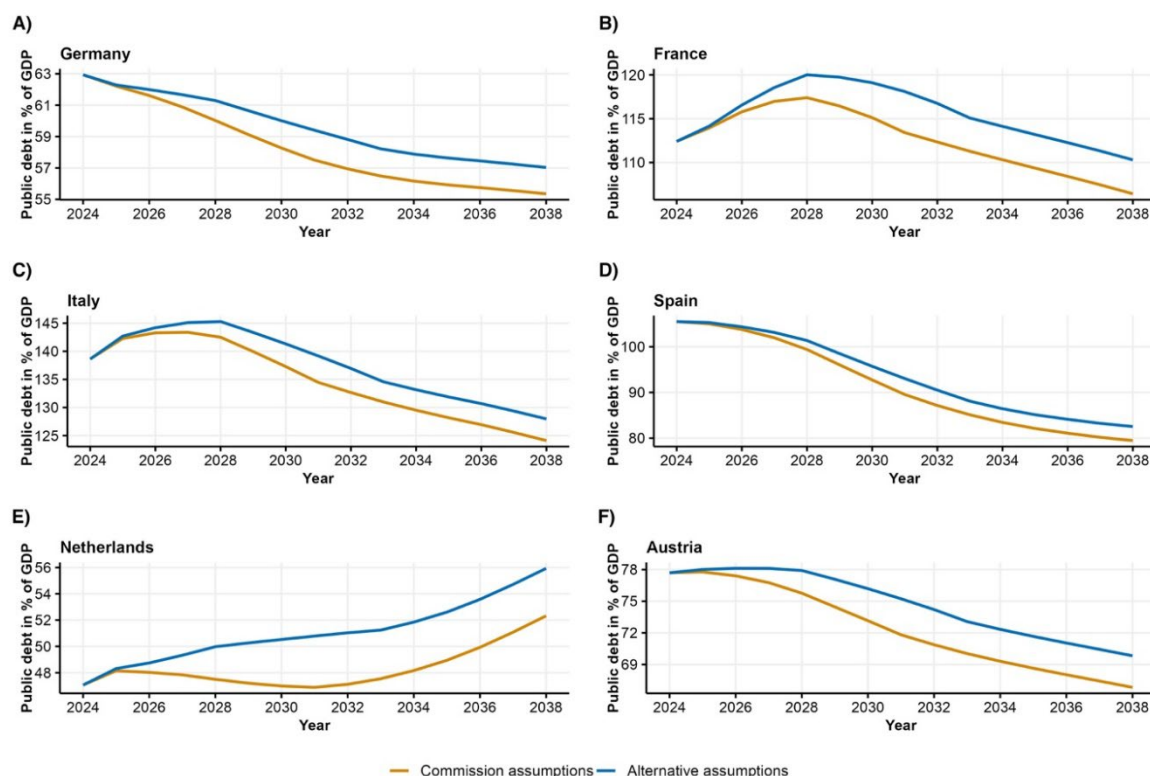 A)
Germany
Public debt in % of GDP
63
61
59
57
55
2024 2026 2028 2030 2032 2034 2036 2038
Year
B)
France
Public debt in % of GDP
120
115
110
2024 2026 2028 2030 2032 2034 2036 2038
Year
C)
Italy
Public debt in % of GDP
145
140
135
130
125
2024 2026 2028 2030 2032 2034 2036 2038
Year
D)
Spain
Public debt in % of GDP
100
90
80
2024 2026 2028 2030 2032 2034 2036 2038
Year
E)
Netherlands
Public debt in % of GDP
56
54
52
50
48
2024 2026 2028 2030 2032 2034 2036 2038
Year
F)
Austria
Public debt in % of GDP
78
75
72
69
2024 2026 2028 2030 2032 2034 2036 2038
Year
Commission assumptions Alternative assumptions